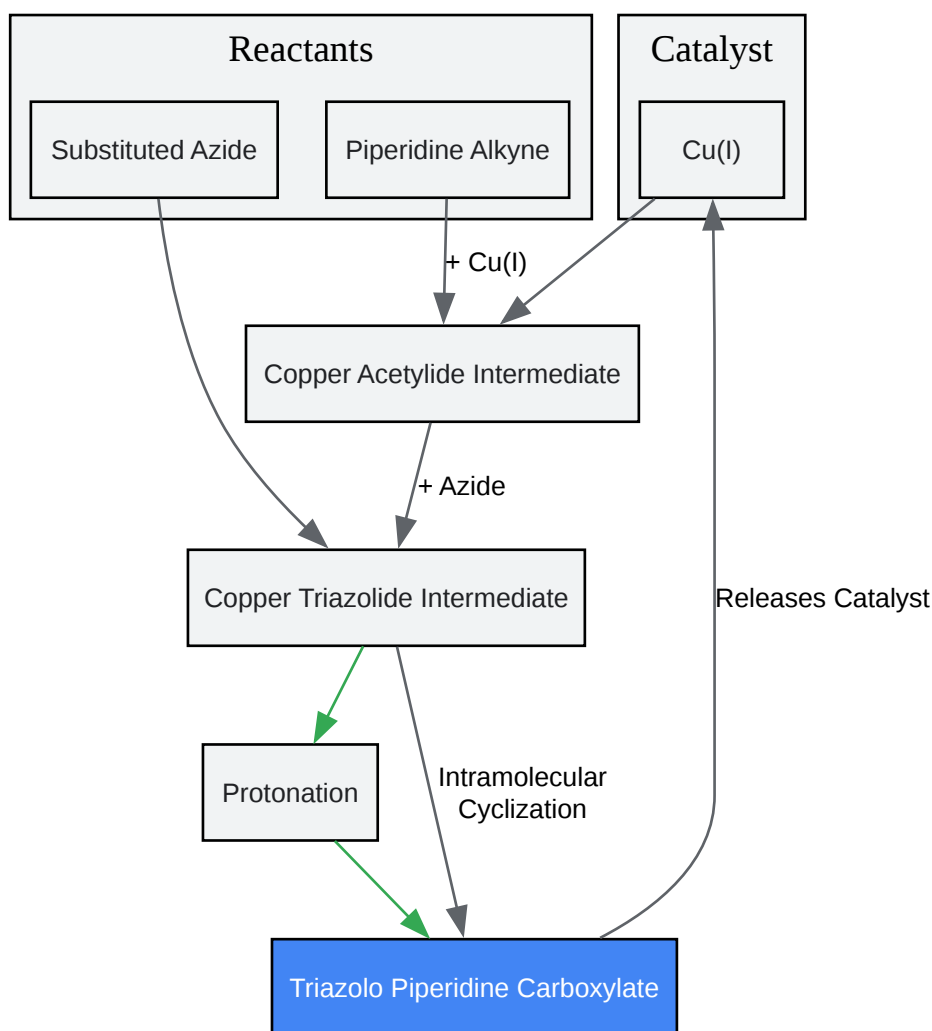 Reactants
Catalyst
Substituted Azide
Piperidine Alkyne
Cu(I)
+ Cu(I)
Copper Acetylide Intermediate
+ Azide
Copper Triazolide Intermediate
Releases Catalyst
Protonation
Intramolecular
Cyclization
Triazolo Piperidine Carboxylate